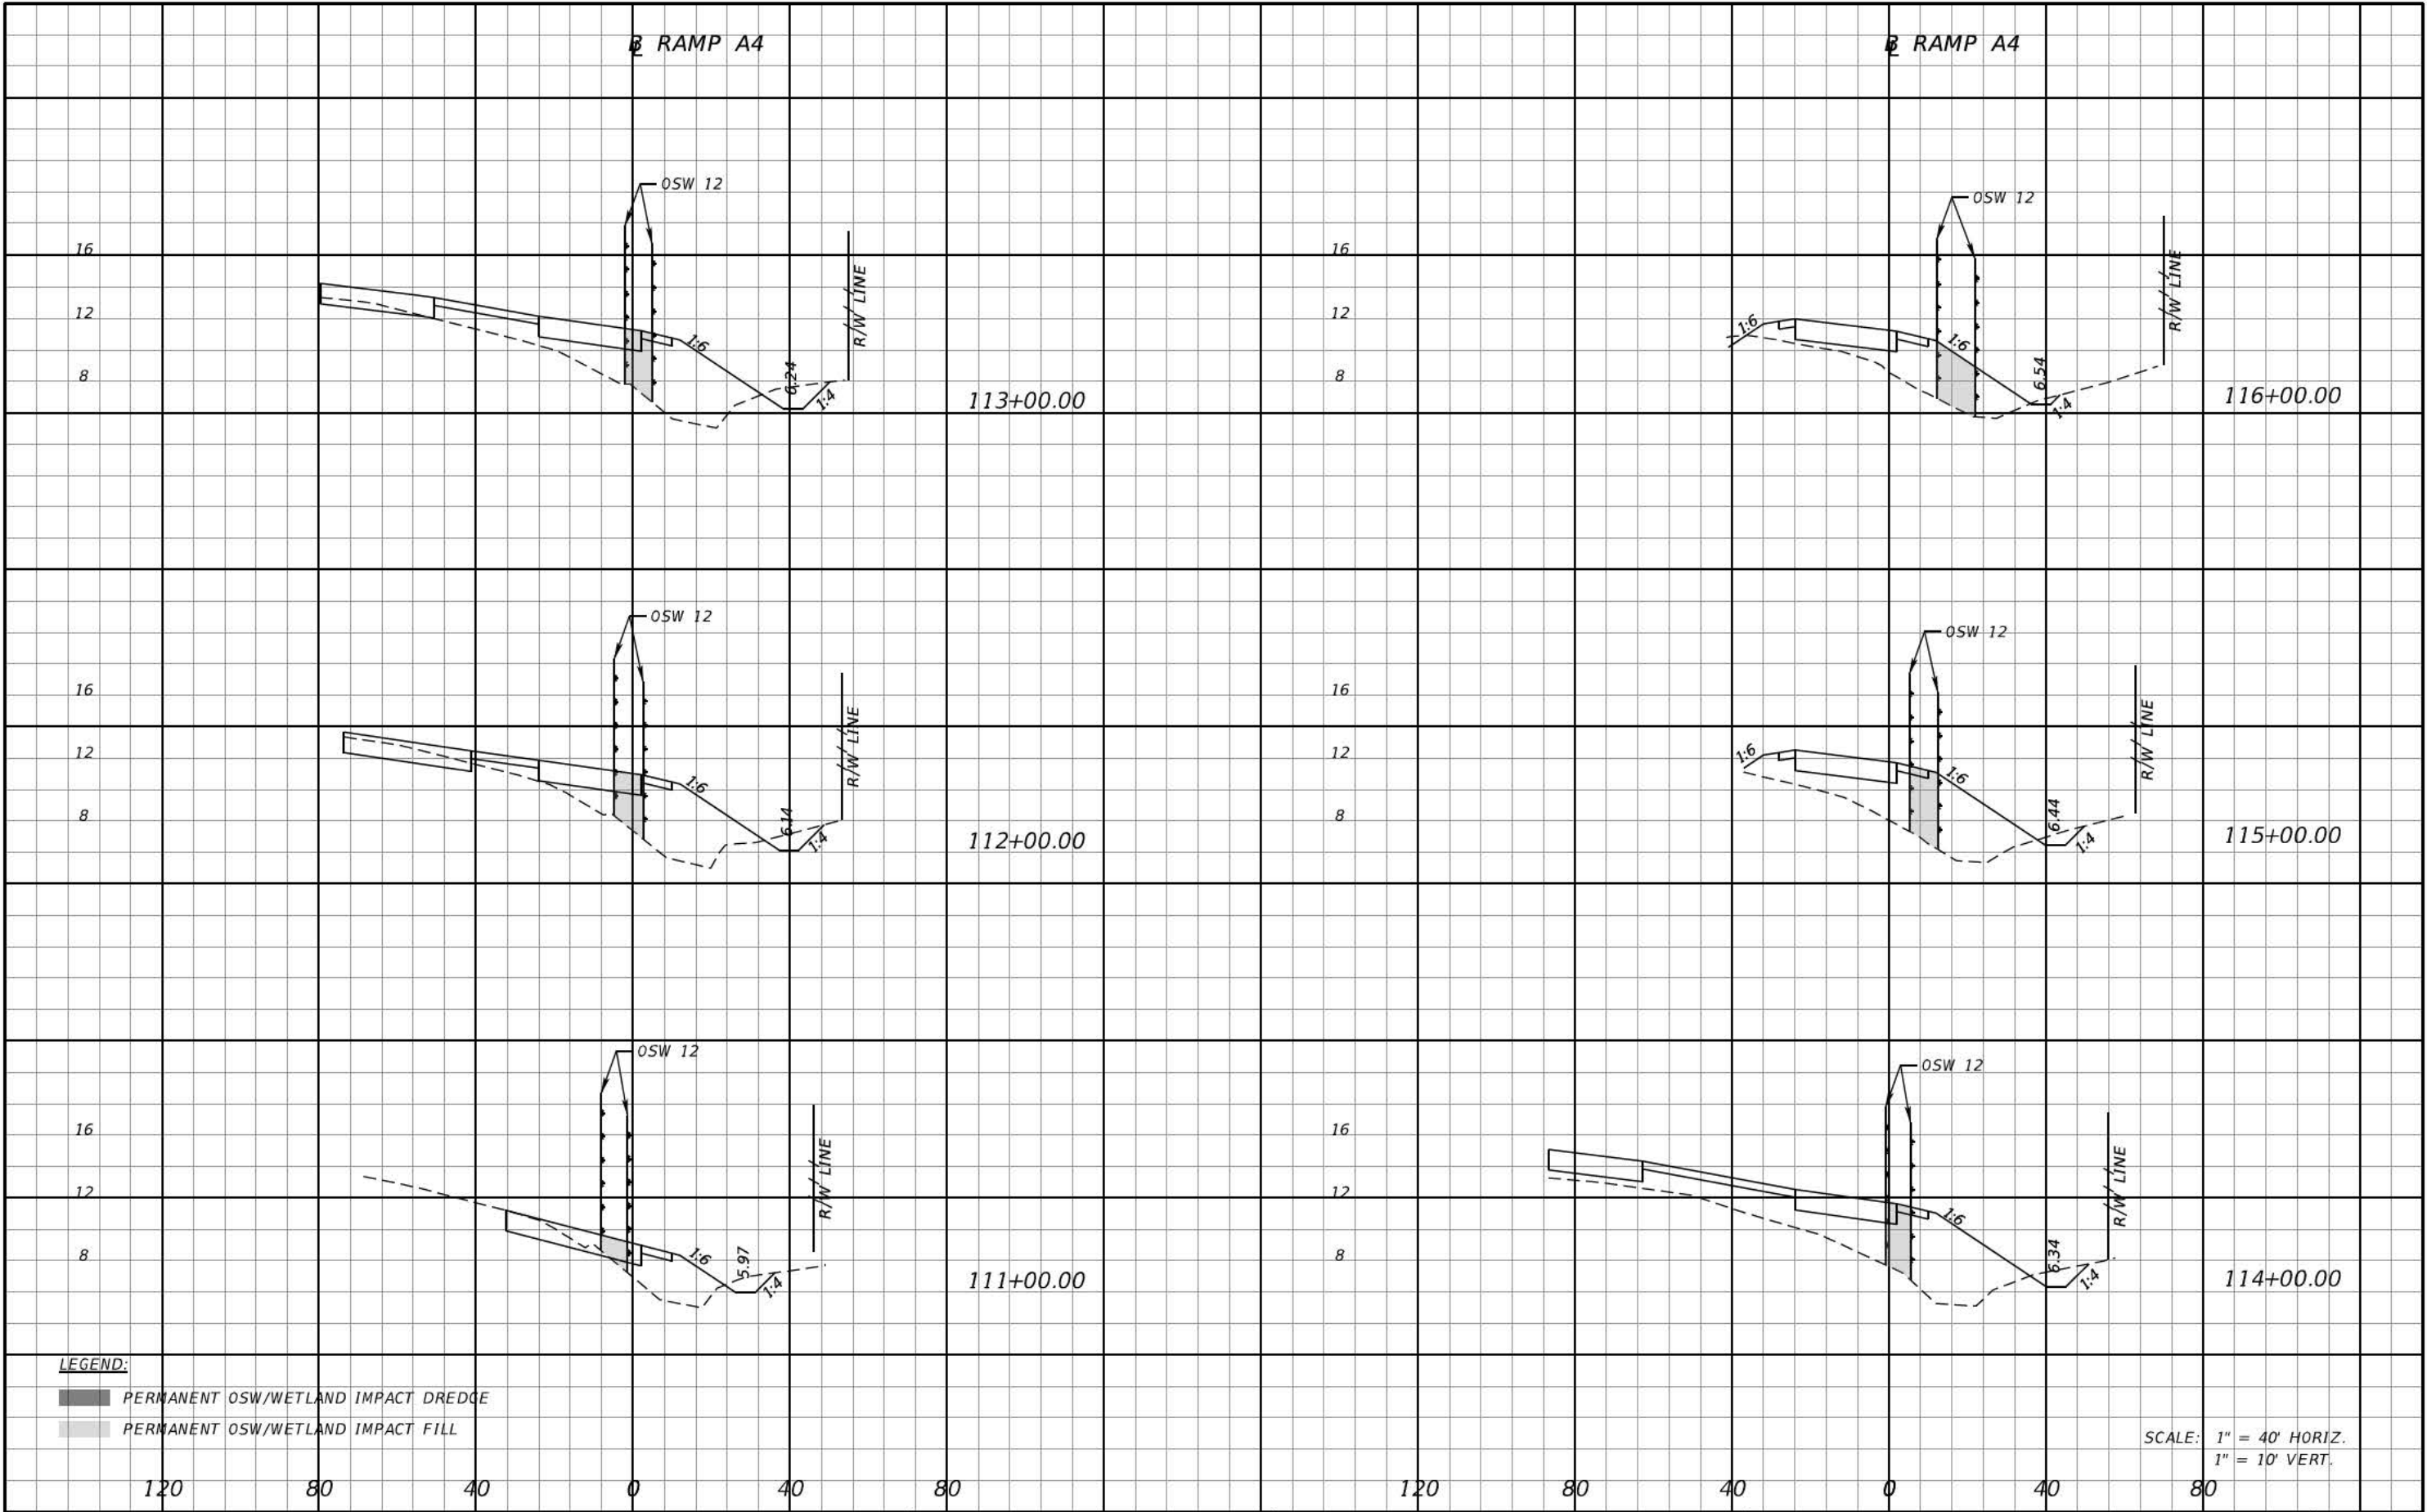 B RAMP A4
OSW 12
16
12
8
1:6
6.24
1:4
R/W LINE
113+00.00
OSW 12
16
12
8
1:6
6.14
1:4
R/W LINE
112+00.00
OSW 12
16
12
8
1:6
5.97
1:4
R/W LINE
111+00.00
LEGEND:
PERMANENT OSW/WETLAND IMPACT DREDGE
PERMANENT OSW/WETLAND IMPACT FILL
120 80 40 0 40 80
B RAMP A4
OSW 12
16
12
8
1:6
1:6
6.54
1:4
R/W LINE
116+00.00
OSW 12
16
12
8
1:6
1:6
6.44
1:4
R/W LINE
115+00.00
OSW 12
16
12
8
1:6
6.34
1:4
R/W LINE
114+00.00
SCALE: 1" = 40' HORIZ.
1" = 10' VERT.
120 80 40 0 40 80